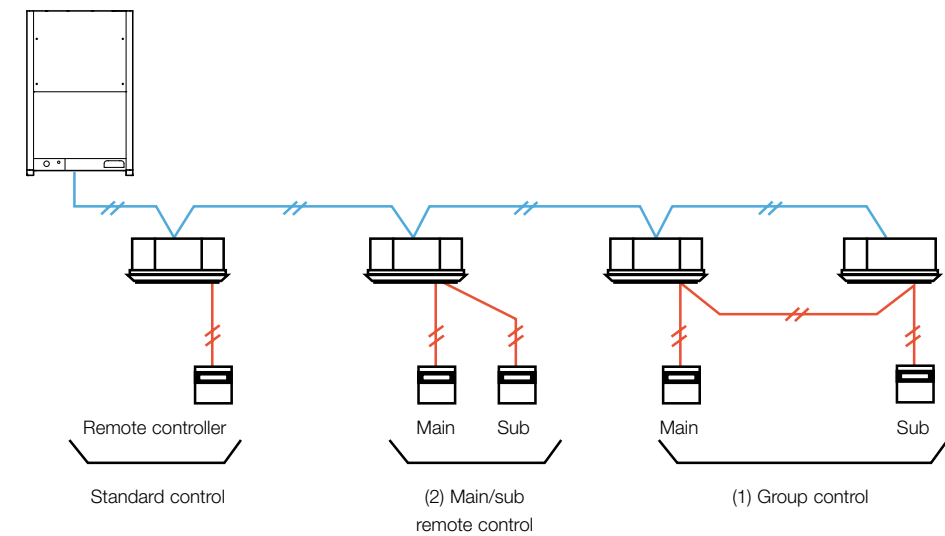 Remote controller
Main
Sub
Main
Sub
Standard control
(2) Main/sub
remote control
(1) Group control